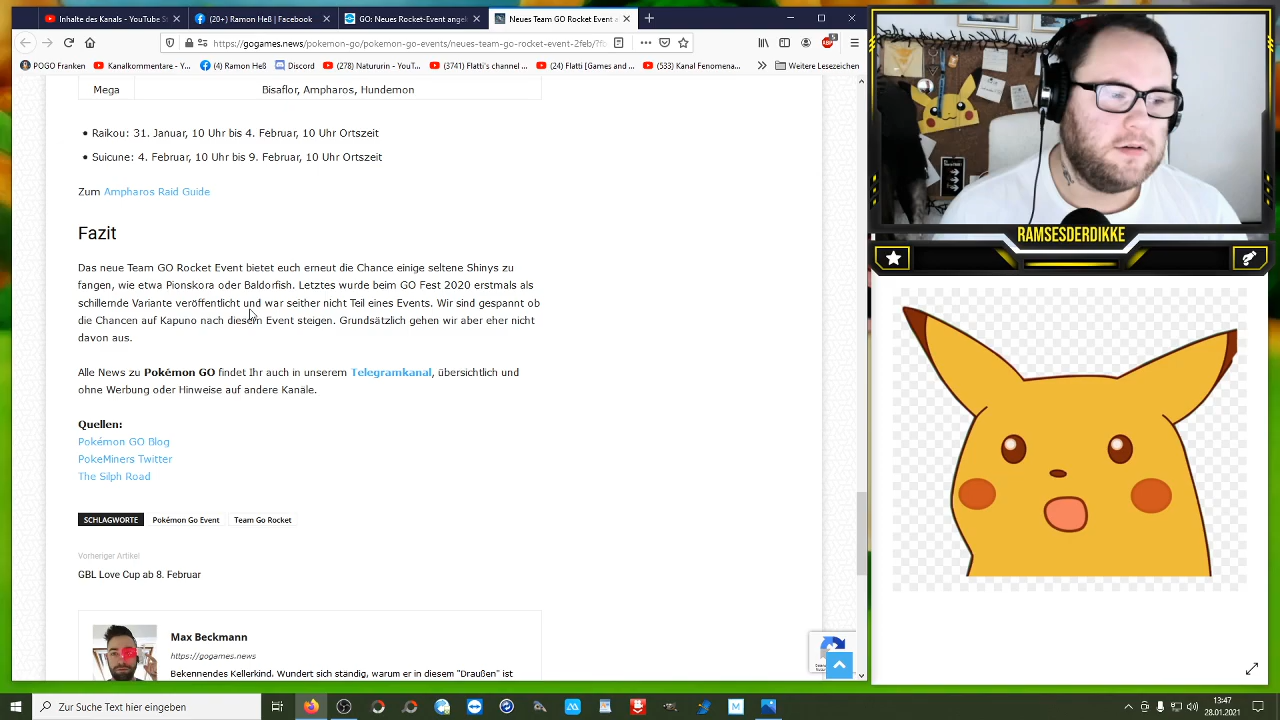 Inhalte des Kanals - YouTube St
(20+) Ramon Heß | Facebook
GO: Neues Rocket-Event angel
Neues Team GO Rocket Event a
https://gogames.news/pokemon-go/pokemon-go-events/neues-team-go-rocket-event-2feb/?fc
POGO Franken
Kanalkommentare - Y...
(4) Ramon Heß
Discord
(278) Natururin - YouT...
(3741) Flatti's channel ...
(24) Flatti [Games and ...
(533) Kanal Fenomena...
Weitere Lesezeichen
Mega Bisaflor, Ampharos, Hundemon
• Raikou: 31. Januar, 10 Uhr bis 4. Februar, 10 Uhr Ortszeit
• Suicune: 4. Februar, 10 Uhr bis 9. Februar, 10 Uhr Ortszeit
Zum Ampharos Raid Guide
Fazit
Das neue Team GO Rocket Event bietet euch erneut die Chance einige seltene Shinys zu
fangen, wie etwa Pionskora oder Baldorfish. Letztes wurde beim GO Fest 2020 erstmals als
schillernde Variante veröffentlicht und war seither nicht Teil eines Events. Wir sind gespannt ob
die Chancen auf Kapuno nach diesem Event steigen. Grundsätzlich gehen wir aber eher nicht
davon aus.
Alle News zu Pokémon GO findet Ihr auch in unserem Telegramkanal, übersichtlich und
ohne Werbung oder Hinweise auf andere Kanäle.
Quellen:
Pokémon GO Blog
PokeMiners Twitter
The Silph Road
SCHLAGWORTE Pokémon Go Event Team Go Rocket
Vorheriger Artikel
GBL Love Cup ab 8. Februar
Max Beckmann
https://gogames.news
Bekennendes Kellerkind. Wundert sich ständig, warum er in diesem "Draußen" ist
RAMSESDERDIKKE
Zur Suche Text hier eingeben
13:47
28.01.2021